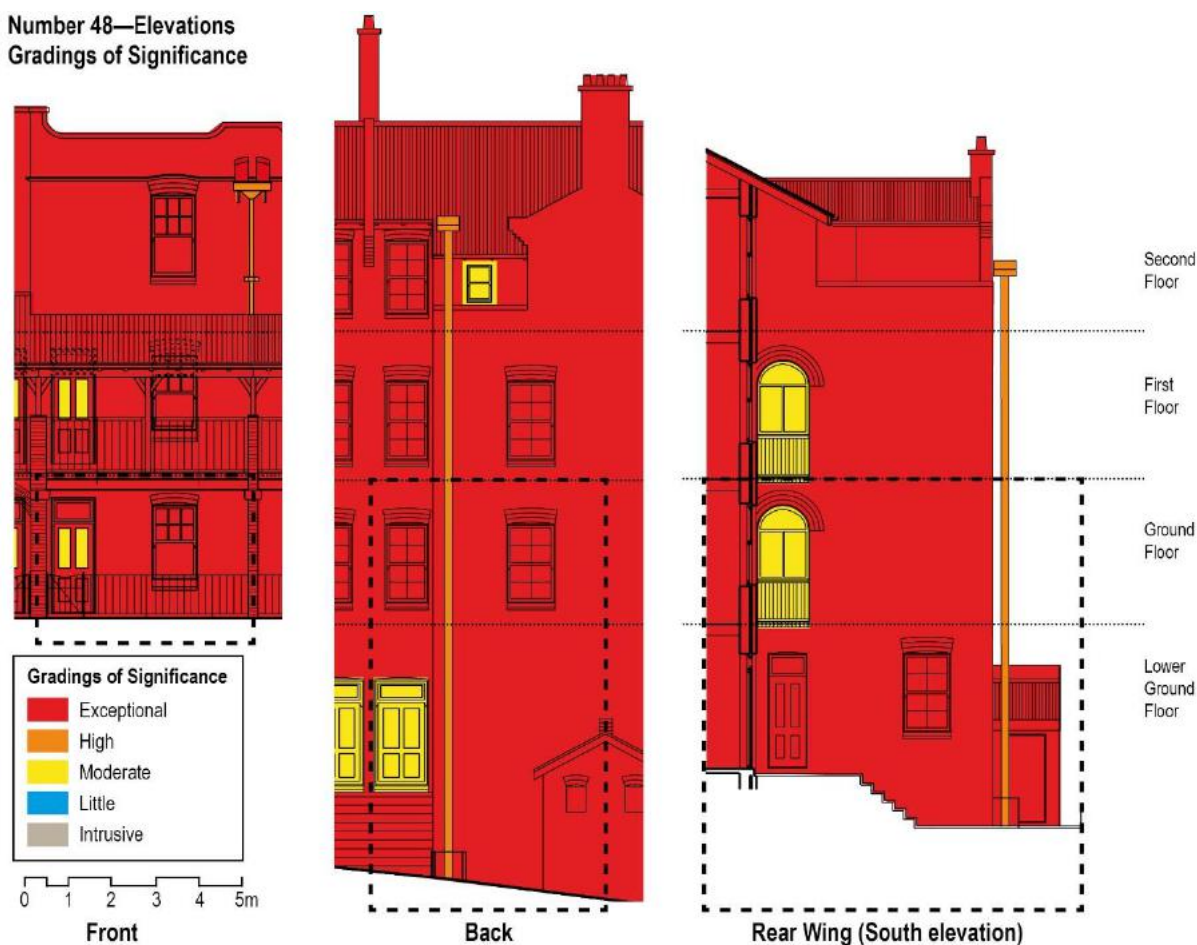 Number 48—Elevations
Gradings of Significance
Second
Floor
First
Floor
Ground
Floor
Lower
Ground
Floor
Gradings of Significance
Exceptional
High
Moderate
Little
Intrusive
0 1 2 3 4 5m
Front
Back
Rear Wing (South elevation)